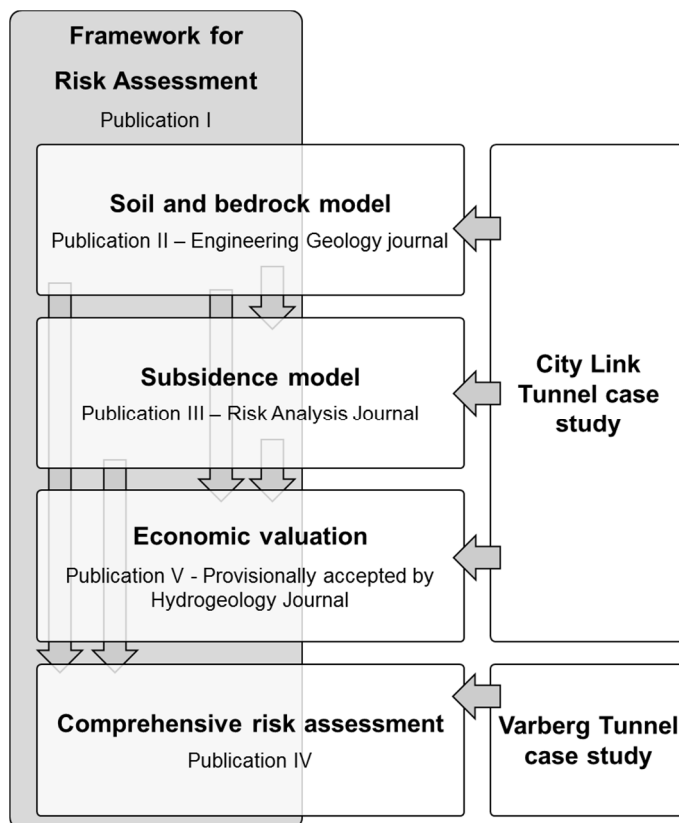 Framework for
Risk Assessment
Publication I
Soil and bedrock model
Publication II – Engineering Geology journal
Subsidence model
Publication III – Risk Analysis Journal
Economic valuation
Publication V - Provisionally accepted by
Hydrogeology Journal
Comprehensive risk assessment
Publication IV
City Link
Tunnel case
study
Varberg Tunnel
case study